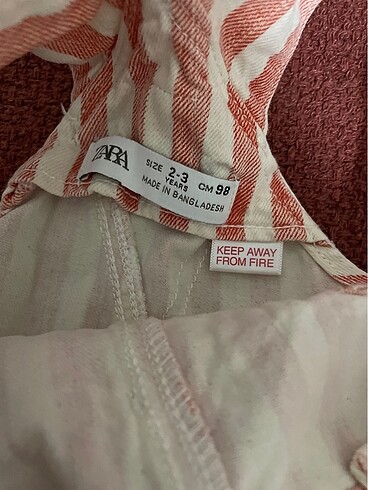 ZARA
SIZE 2-3 CM 98
YEARS
MADE IN BANGLADESH
KEEP AWAY
FROM FIRE